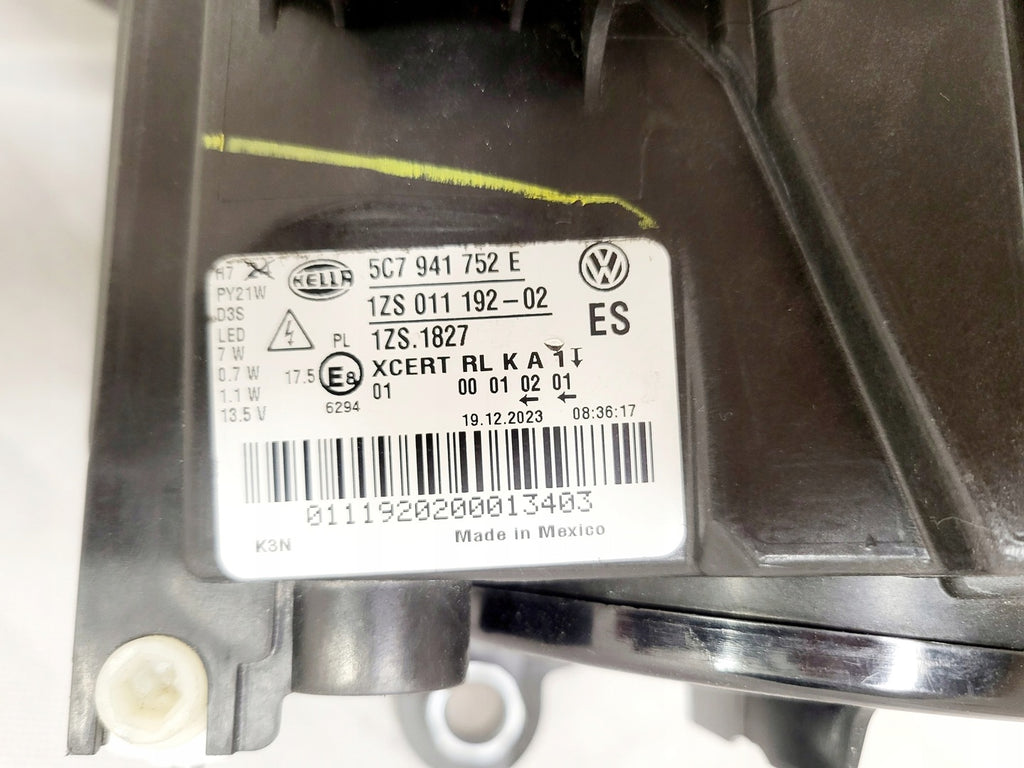 H7
PY21W
D3S
LED
7 W
0.7 W
1.1 W
13.5 V
HELLA
5C7 941 752 E
1ZS 011 192-02
1ZS.1827
PL
17.5
E8
6294
XCERT RL K A 1
01 00 01 02 01
ES
19.12.2023 08:36:17
0111920200013403
Made in Mexico
K3N